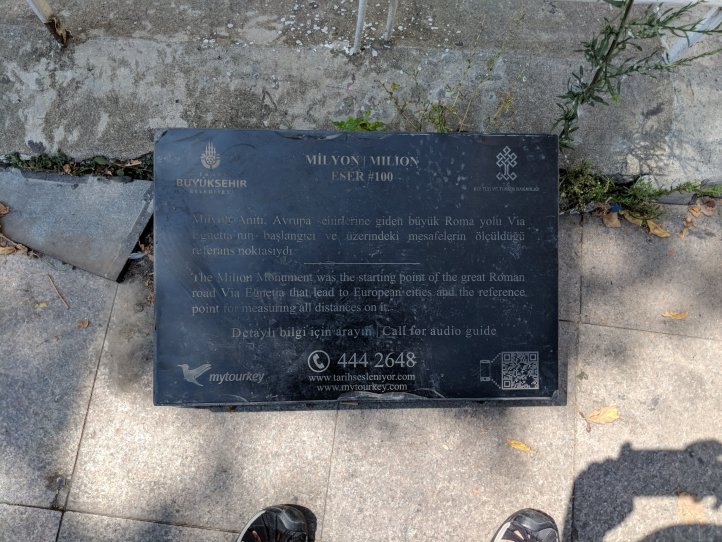 MİLYON | MILION
ESER #100
BÜYÜKŞEHİR
BELEDİYESİ
KÜLTÜR VE TURİZM BAKANLIĞI
Milyon Anıtı, Avrupa şehirlerine giden büyük Roma yolu Via
Egnetta'nın başlangıcı ve üzerindeki mesafelerin ölçüldüğü
referans noktasıydı.
The Milion Monument was the starting point of the great Roman
road Via Egnetta that lead to European cities and the reference
point for measuring all distances on it.
Detaylı bilgi için arayın | Call for audio guide
444 2648
www.tarihsesleniyor.com
www.mytourkey.com
mytourkey